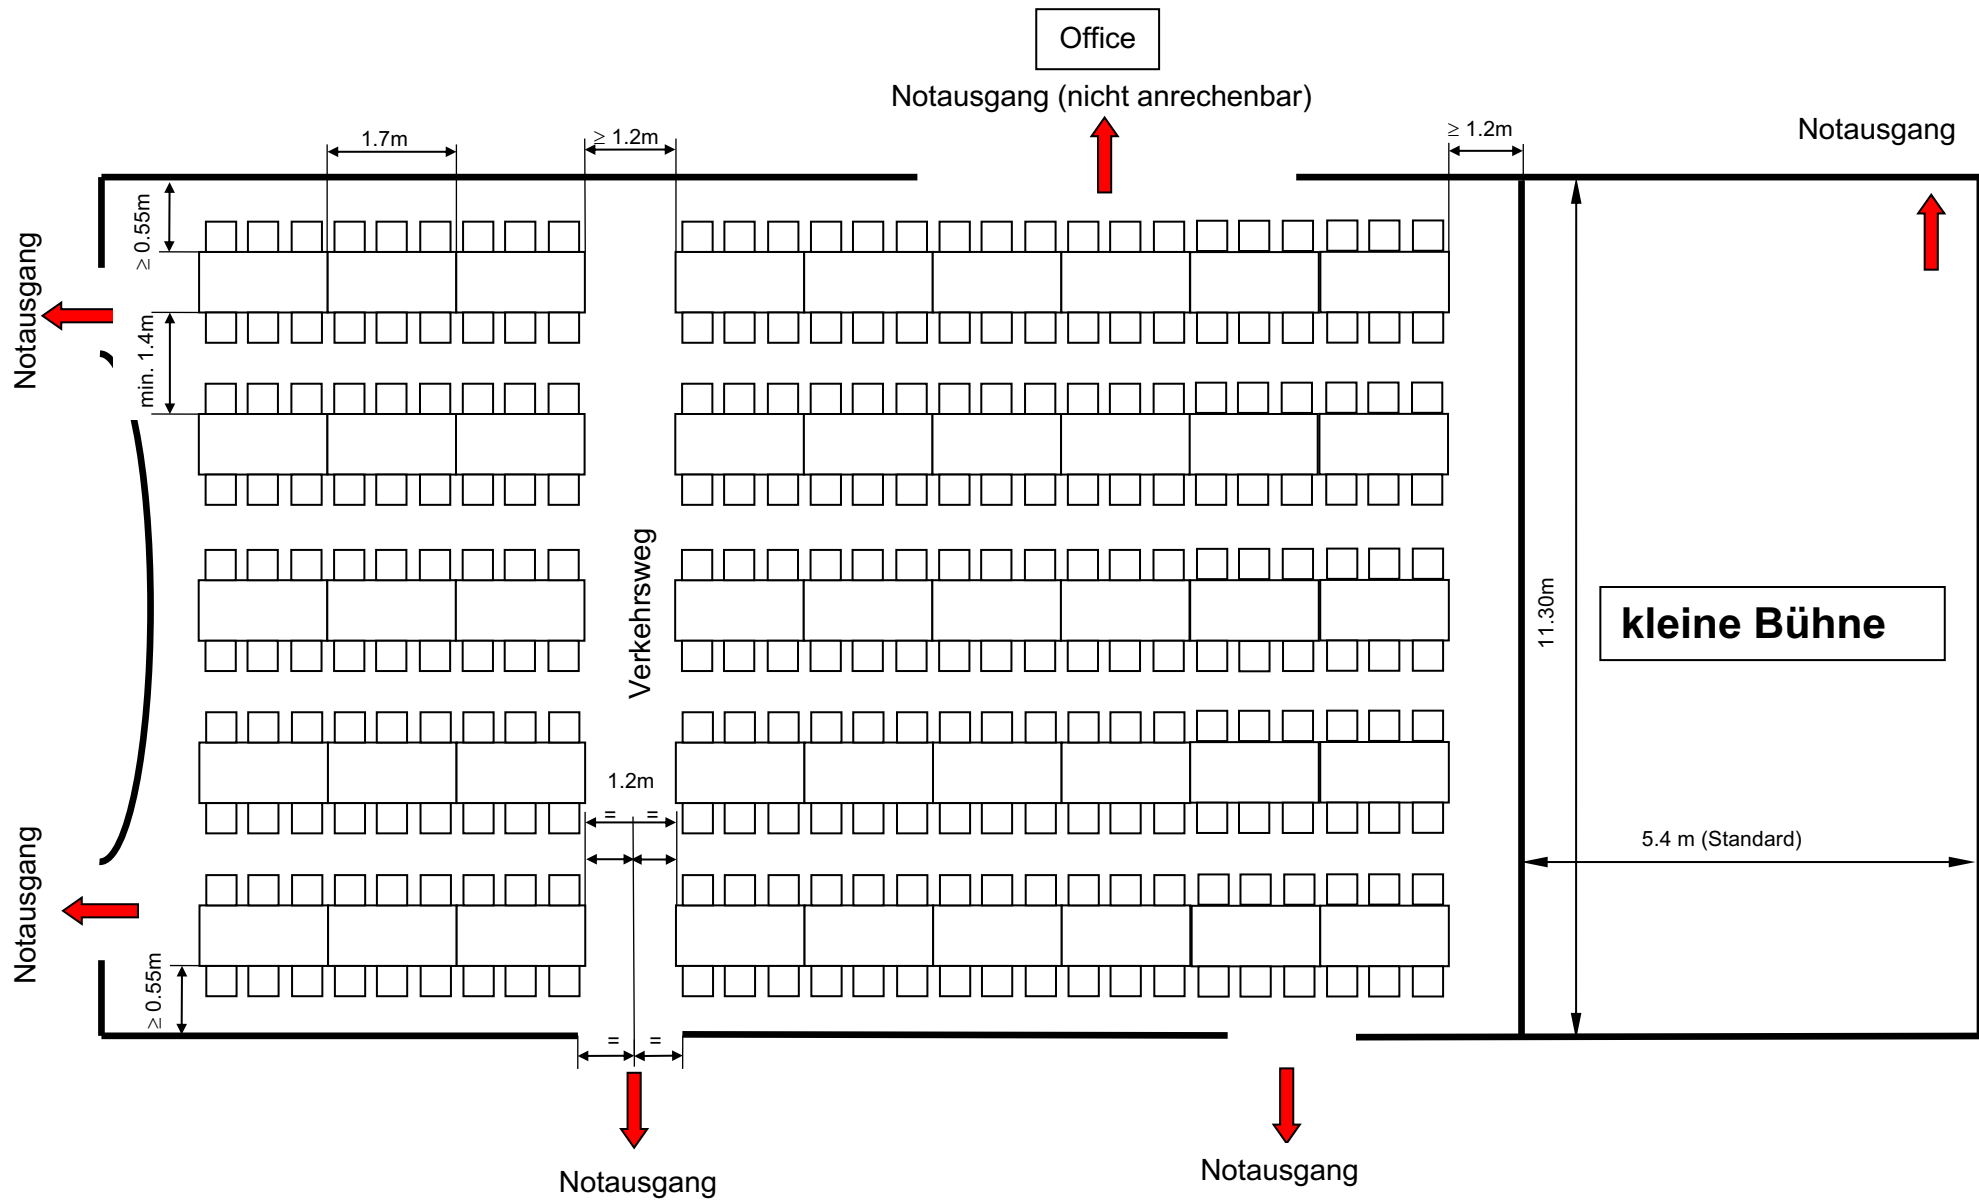 Office
Notausgang (nicht anrechenbar)
≥ 1.2m
Notausgang
1.7m
≥ 1.2m
≥ 0.55m
Notausgang
min. 1.4m
Verkehrsweg
11.30m
kleine Bühne
1.2m
= =
5.4 m (Standard)
Notausgang
≥ 0.55m
= =
Notausgang
Notausgang